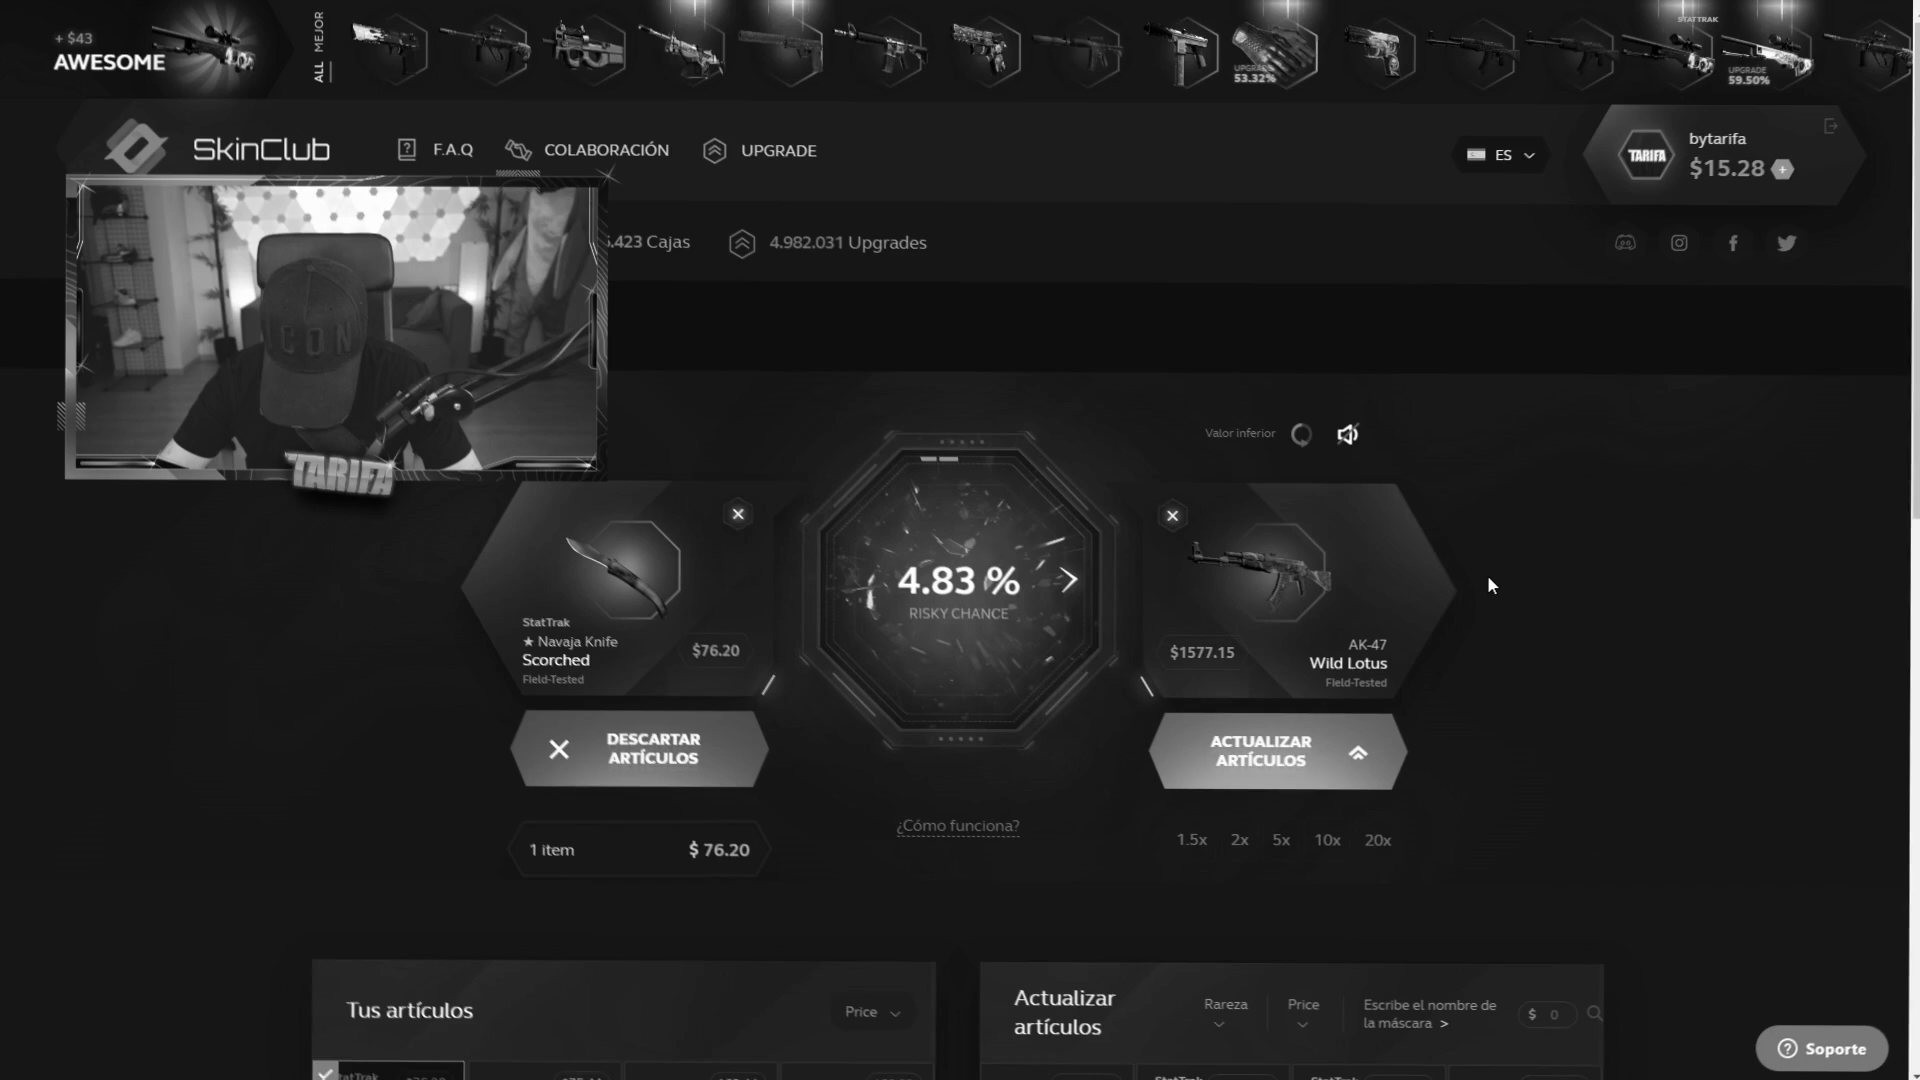 + $43
AWESOME
ALL MEJOR
UPGRADE
53.32%
STATTRAK
UPGRADE
59.50%
SkinClub
F.A.Q
COLABORACIÓN
UPGRADE
ES
TARIFA
bytarifa
$15.28
.423 Cajas
4.982.031 Upgrades
ICON
TARIFA
Valor inferior
4.83 %
RISKY CHANCE
StatTrak
★ Navaja Knife
Scorched
Field-Tested
$76.20
$1577.15
AK-47
Wild Lotus
Field-Tested
DESCARTAR
ARTÍCULOS
ACTUALIZAR
ARTÍCULOS
1 item
$ 76.20
¿Cómo funciona?
1.5x 2x 5x 10x 20x
Tus artículos
Price
Actualizar
artículos
Rareza
Price
Escribe el nombre de
la máscara >
$ 0
Soporte